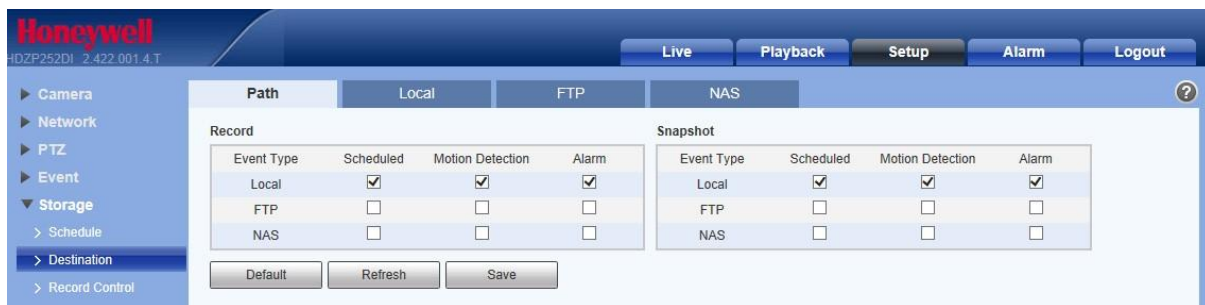 Honeywell
HDZP252DI 2.422.001.4.T
Live Playback Setup Alarm Logout
Camera
Network
PTZ
Event
Storage
Schedule
Destination
Record Control
Path Local FTP NAS
?
Record
Event Type Scheduled Motion Detection Alarm
Local
FTP
NAS
Snapshot
Event Type Scheduled Motion Detection Alarm
Local
FTP
NAS
Default Refresh Save